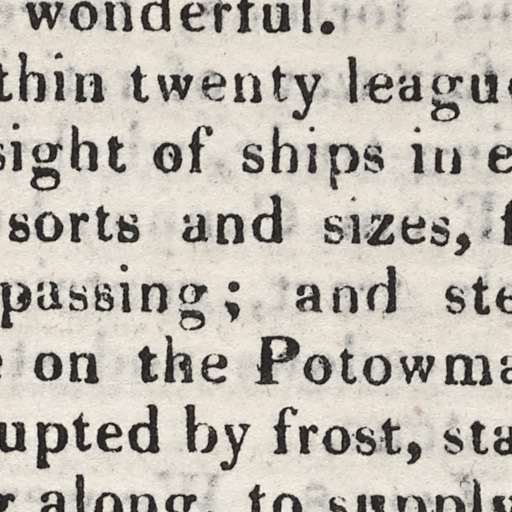 wonderful.
thin twenty leagu
sight of ships in e
sorts and sizes, f
passing; and ste
e on the Potowma
upted by frost, sta
g along, to supply